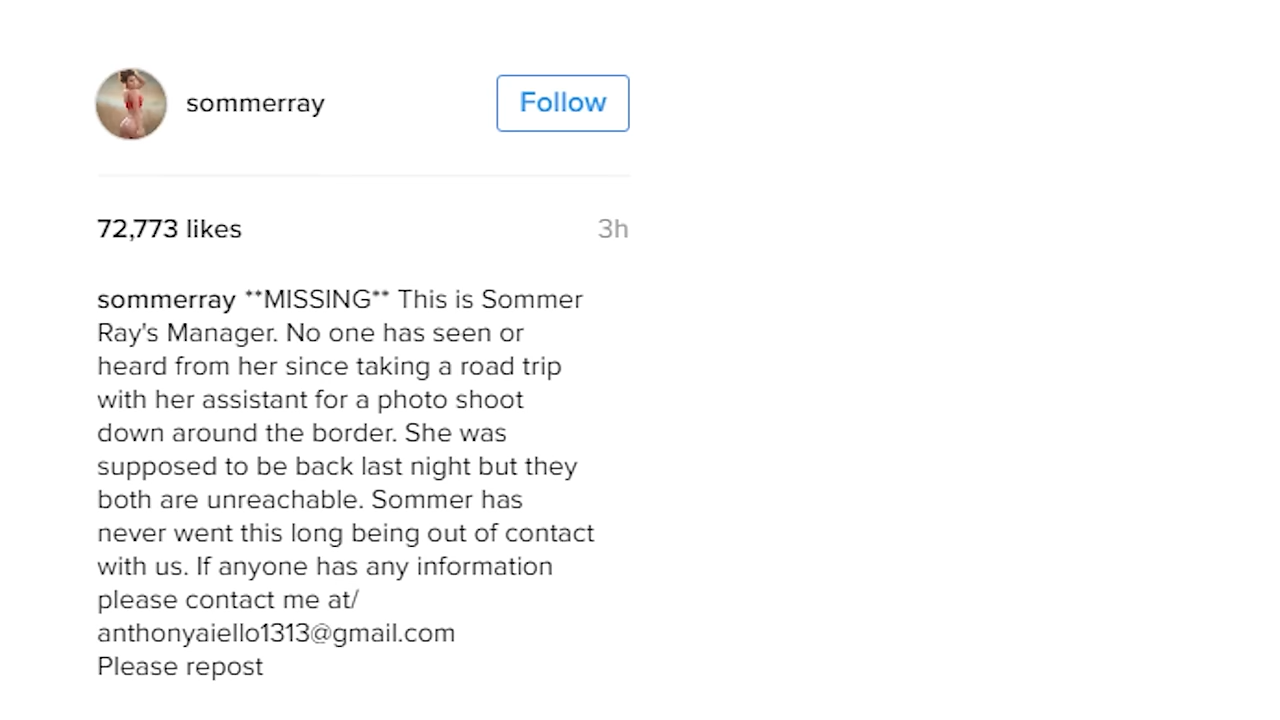 sommerray
Follow
72,773 likes
3h
sommerray **MISSING** This is Sommer
Ray's Manager. No one has seen or
heard from her since taking a road trip
with her assistant for a photo shoot
down around the border. She was
supposed to be back last night but they
both are unreachable. Sommer has
never went this long being out of contact
with us. If anyone has any information
please contact me at/
anthonyaiello1313@gmail.com
Please repost